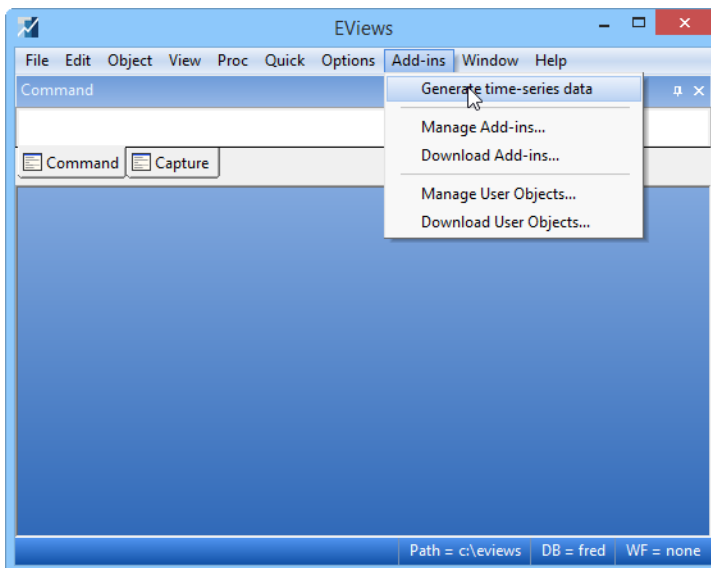 EViews
File Edit Object View Proc Quick Options Add-ins Window Help
Command
Generate time-series data
Manage Add-ins...
Download Add-ins...
Manage User Objects...
Download User Objects...
Command Capture
Path = c:\eviews DB = fred WF = none